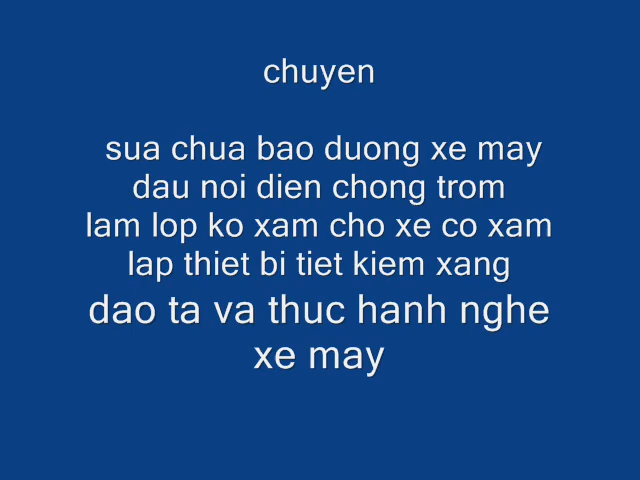 chuyen
sua chua bao duong xe may
dau noi dien chong trom
lam lop ko xam cho xe co xam
lap thiet bi tiet kiem xang
dao ta va thuc hanh nghe
xe may